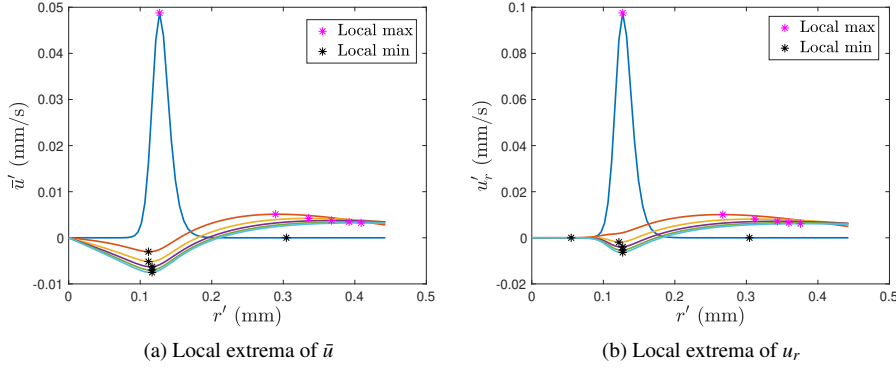 0.05
0.04
0.03
0.02
0.01
0
-0.01
ū′ (mm/s)
0
0.1
0.2
0.3
0.4
0.5
r′ (mm)
Local max
Local min
(a) Local extrema of ū
0.1
0.08
0.06
0.04
0.02
0
-0.02
u′ᵣ (mm/s)
0
0.1
0.2
0.3
0.4
0.5
r′ (mm)
Local max
Local min
(b) Local extrema of uᵣ